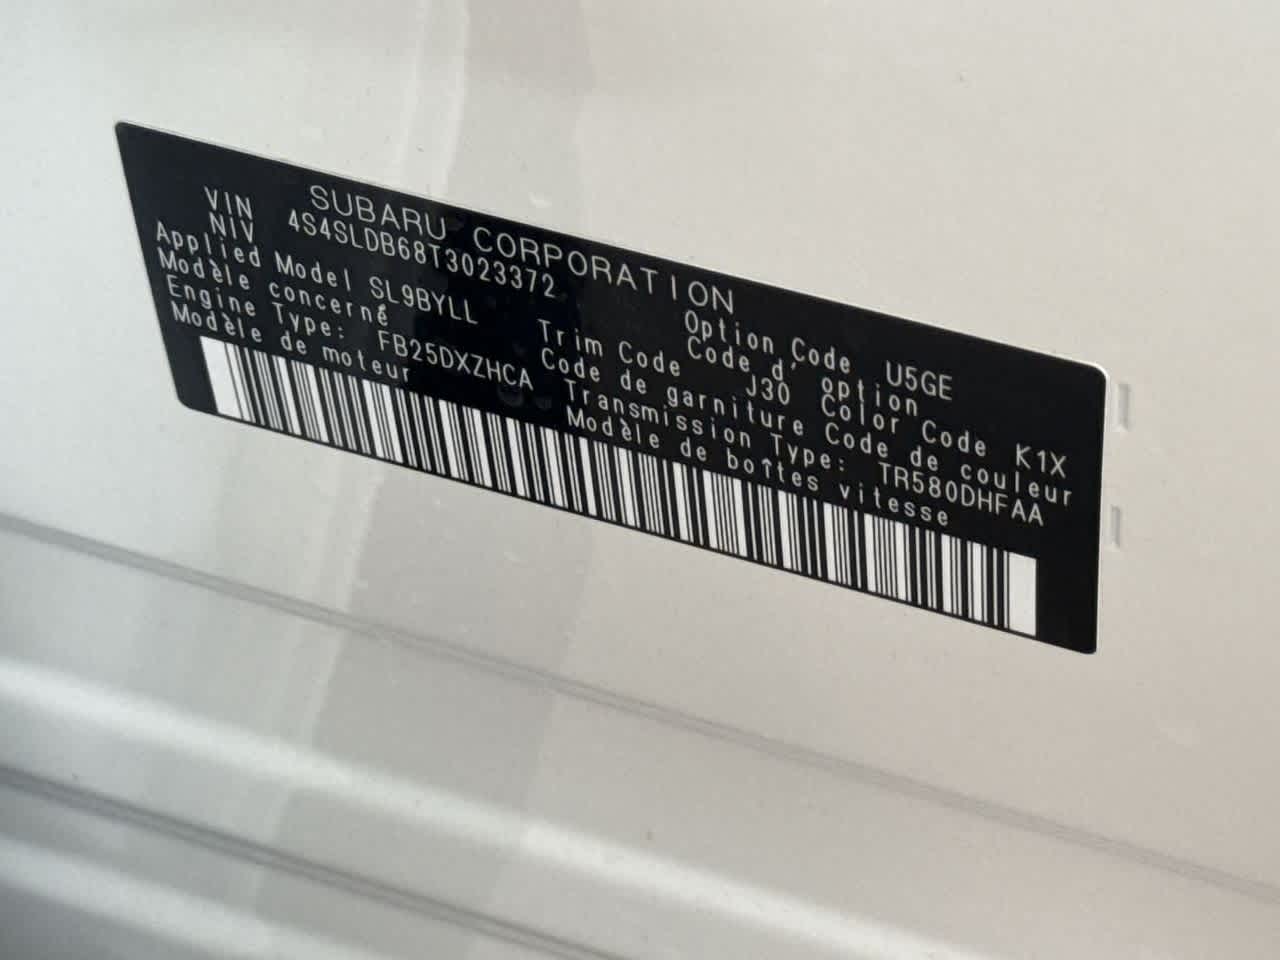 SUBARU CORPORATION
VIN
NIV 4S4SLDB68T3023372
Option Code U5GE
Code d'option
Applied Model SL9BYLL
Modèle concerné
Trim Code J30 Color Code K1X
Code de garniture Code de couleur
Engine Type: FB25DXZHCA
Modèle de moteur
Transmission Type: TR580DHFAA
Modèle de boîtes vitesse